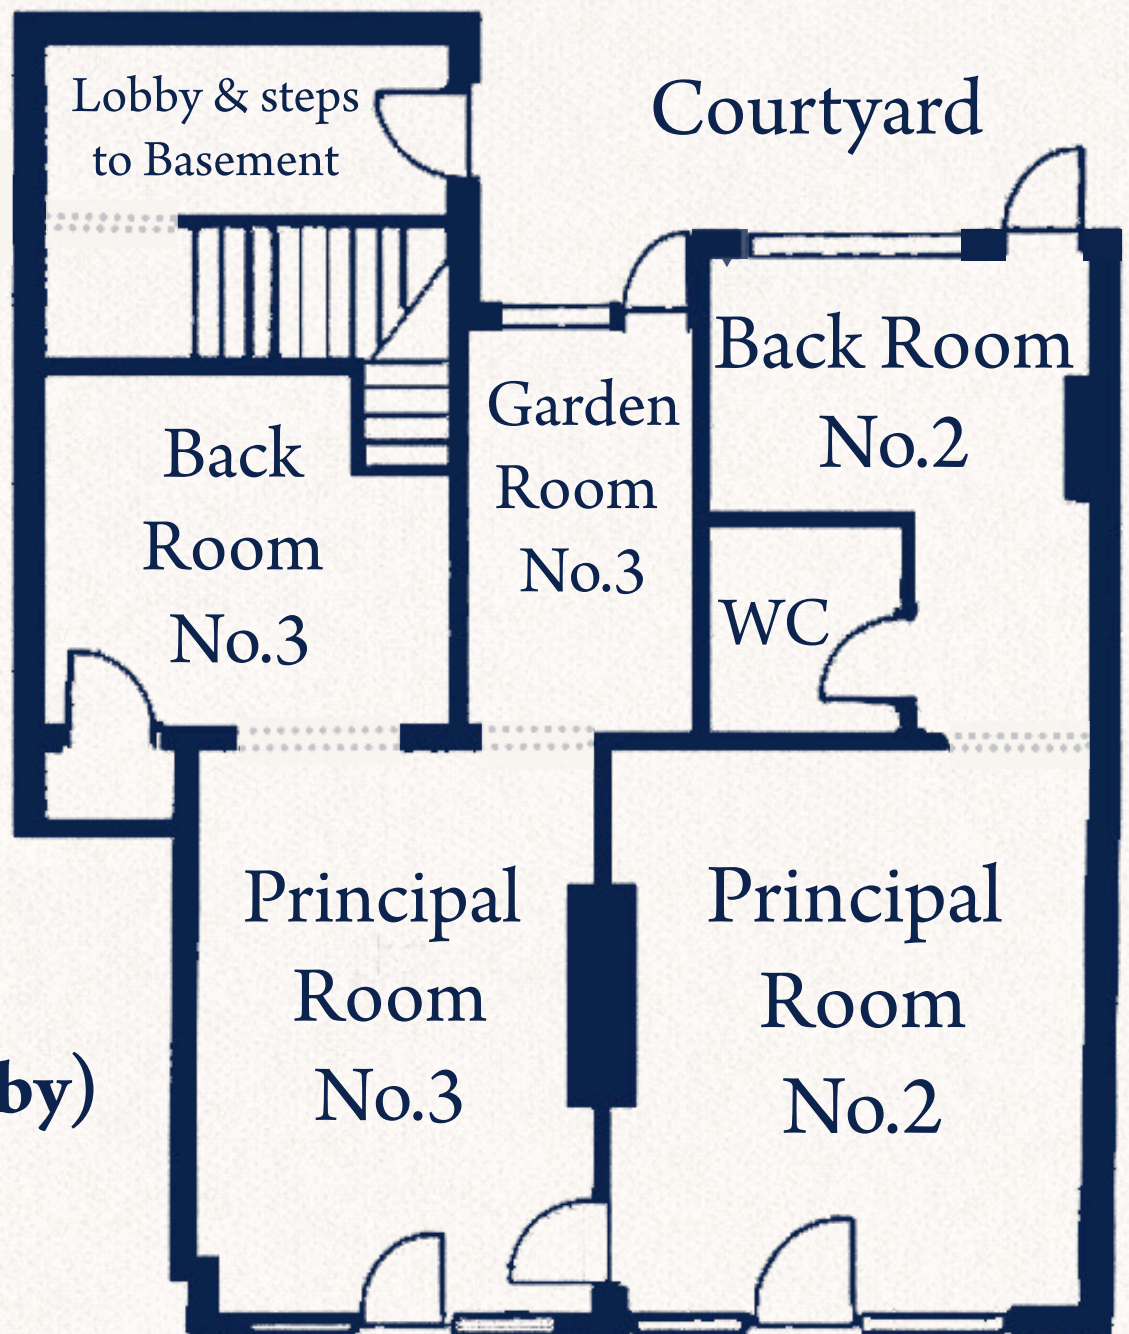 Lobby & steps
to Basement
Courtyard
Back Room
No.2
Garden
Room
No.3
Back
Room
No.3
WC
Principal
Room
No.3
Principal
Room
No.2
by)